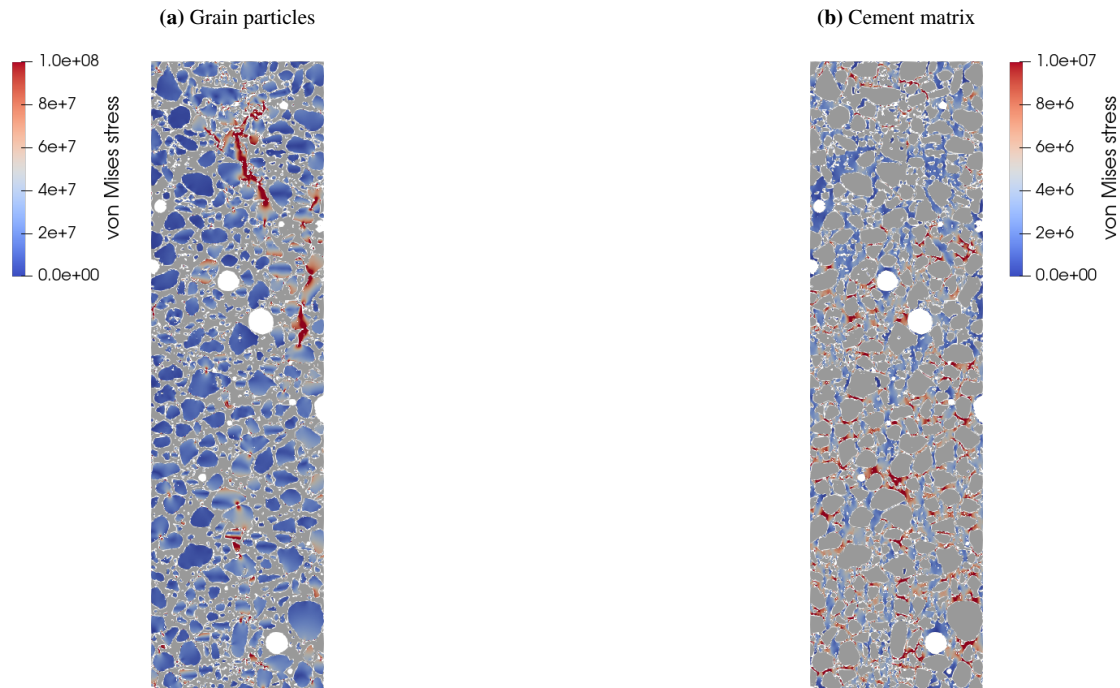 (a) Grain particles
(b) Cement matrix
1.0e+08
8e+7
6e+7
4e+7
2e+7
0.0e+00
von Mises stress
1.0e+07
8e+6
6e+6
4e+6
2e+6
0.0e+00
von Mises stress